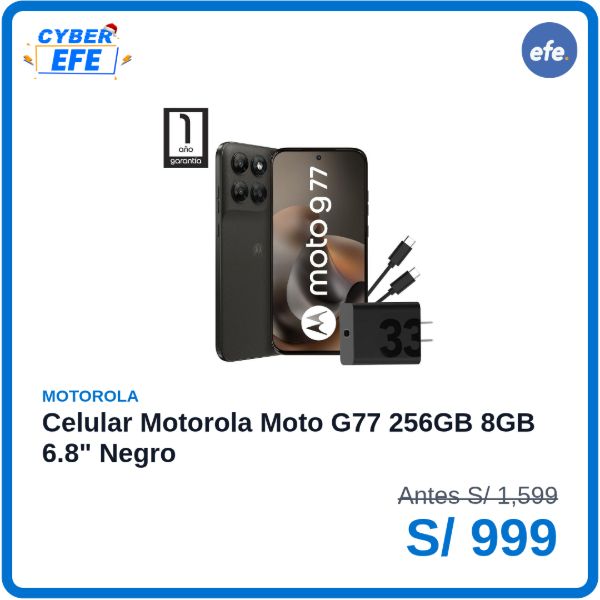 CYBER
EFE
efe.
1
año
garantía
moto g77
33
MOTOROLA
Celular Motorola Moto G77 256GB 8GB
6.8" Negro
Antes S/ 1,599
S/ 999